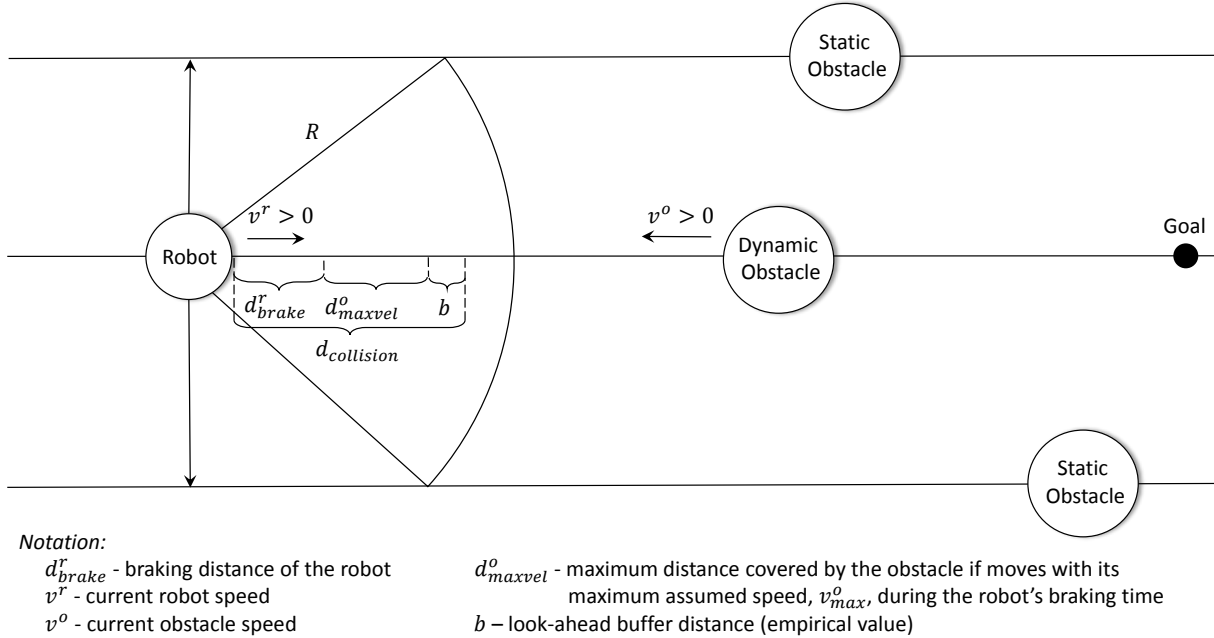 Static
Obstacle
R
v^r > 0
v^o > 0
Goal
Robot
Dynamic
Obstacle
d^r_brake d^o_maxvel b
d_collision
Static
Obstacle
Notation:
d^r_brake - braking distance of the robot
v^r - current robot speed
v^o - current obstacle speed
d^o_maxvel - maximum distance covered by the obstacle if moves with its
maximum assumed speed, v^o_max, during the robot's braking time
b – look-ahead buffer distance (empirical value)